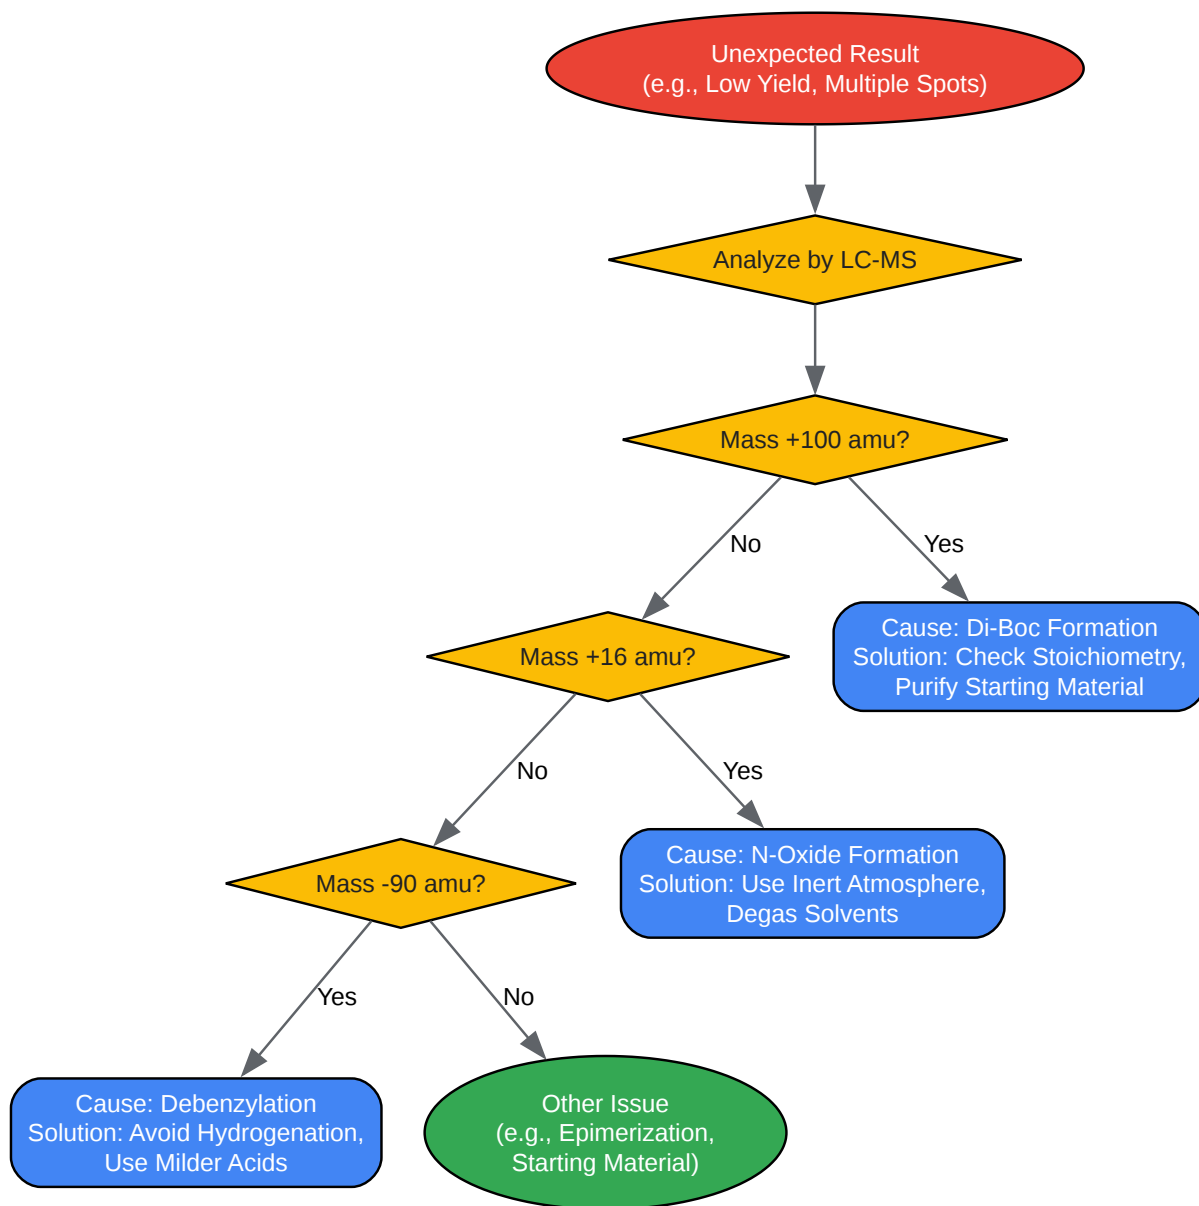 Unexpected Result
(e.g., Low Yield, Multiple Spots)
Analyze by LC-MS
Mass +100 amu?
No
Yes
Cause: Di-Boc Formation
Solution: Check Stoichiometry,
Purify Starting Material
Mass +16 amu?
No
Yes
Cause: N-Oxide Formation
Solution: Use Inert Atmosphere,
Degas Solvents
Mass -90 amu?
Yes
No
Cause: Debenzylation
Solution: Avoid Hydrogenation,
Use Milder Acids
Other Issue
(e.g., Epimerization,
Starting Material)